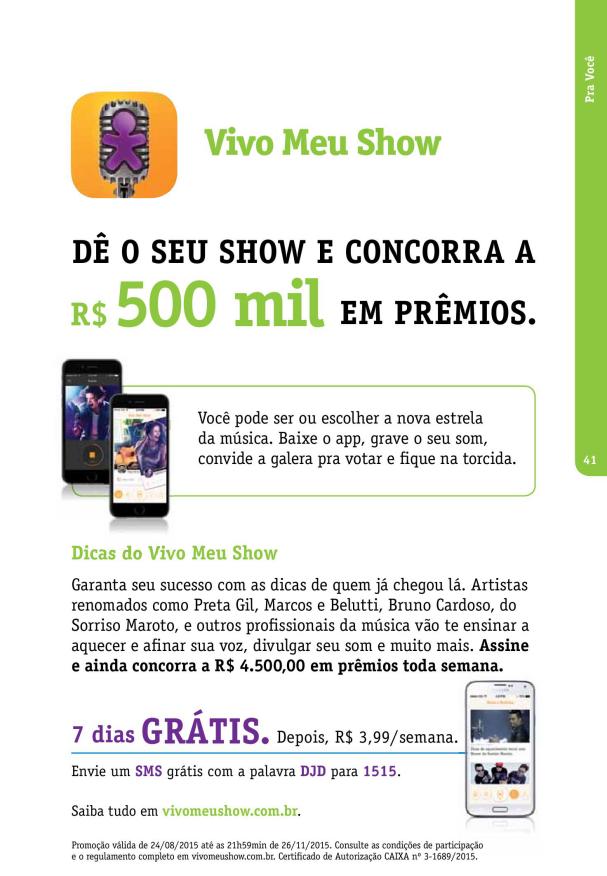 Pra Você
Vivo Meu Show
DÊ O SEU SHOW E CONCORRA A
R$ 500 mil EM PRÊMIOS.
Você pode ser ou escolher a nova estrela
da música. Baixe o app, grave o seu som,
convide a galera pra votar e fique na torcida.
41
Dicas do Vivo Meu Show
Garanta seu sucesso com as dicas de quem já chegou lá. Artistas
renomados como Preta Gil, Marcos e Belutti, Bruno Cardoso, do
Sorriso Maroto, e outros profissionais da música vão te ensinar a
aquecer e afinar sua voz, divulgar seu som e muito mais. Assine
e ainda concorra a R$ 4.500,00 em prêmios toda semana.
7 dias GRÁTIS. Depois, R$ 3,99/semana.
Envie um SMS grátis com a palavra DJD para 1515.
Saiba tudo em vivomeushow.com.br.
Promoção válida de 24/08/2015 até as 21h59min de 26/11/2015. Consulte as condições de participação
e o regulamento completo em vivomeushow.com.br. Certificado de Autorização CAIXA nº 3-1689/2015.